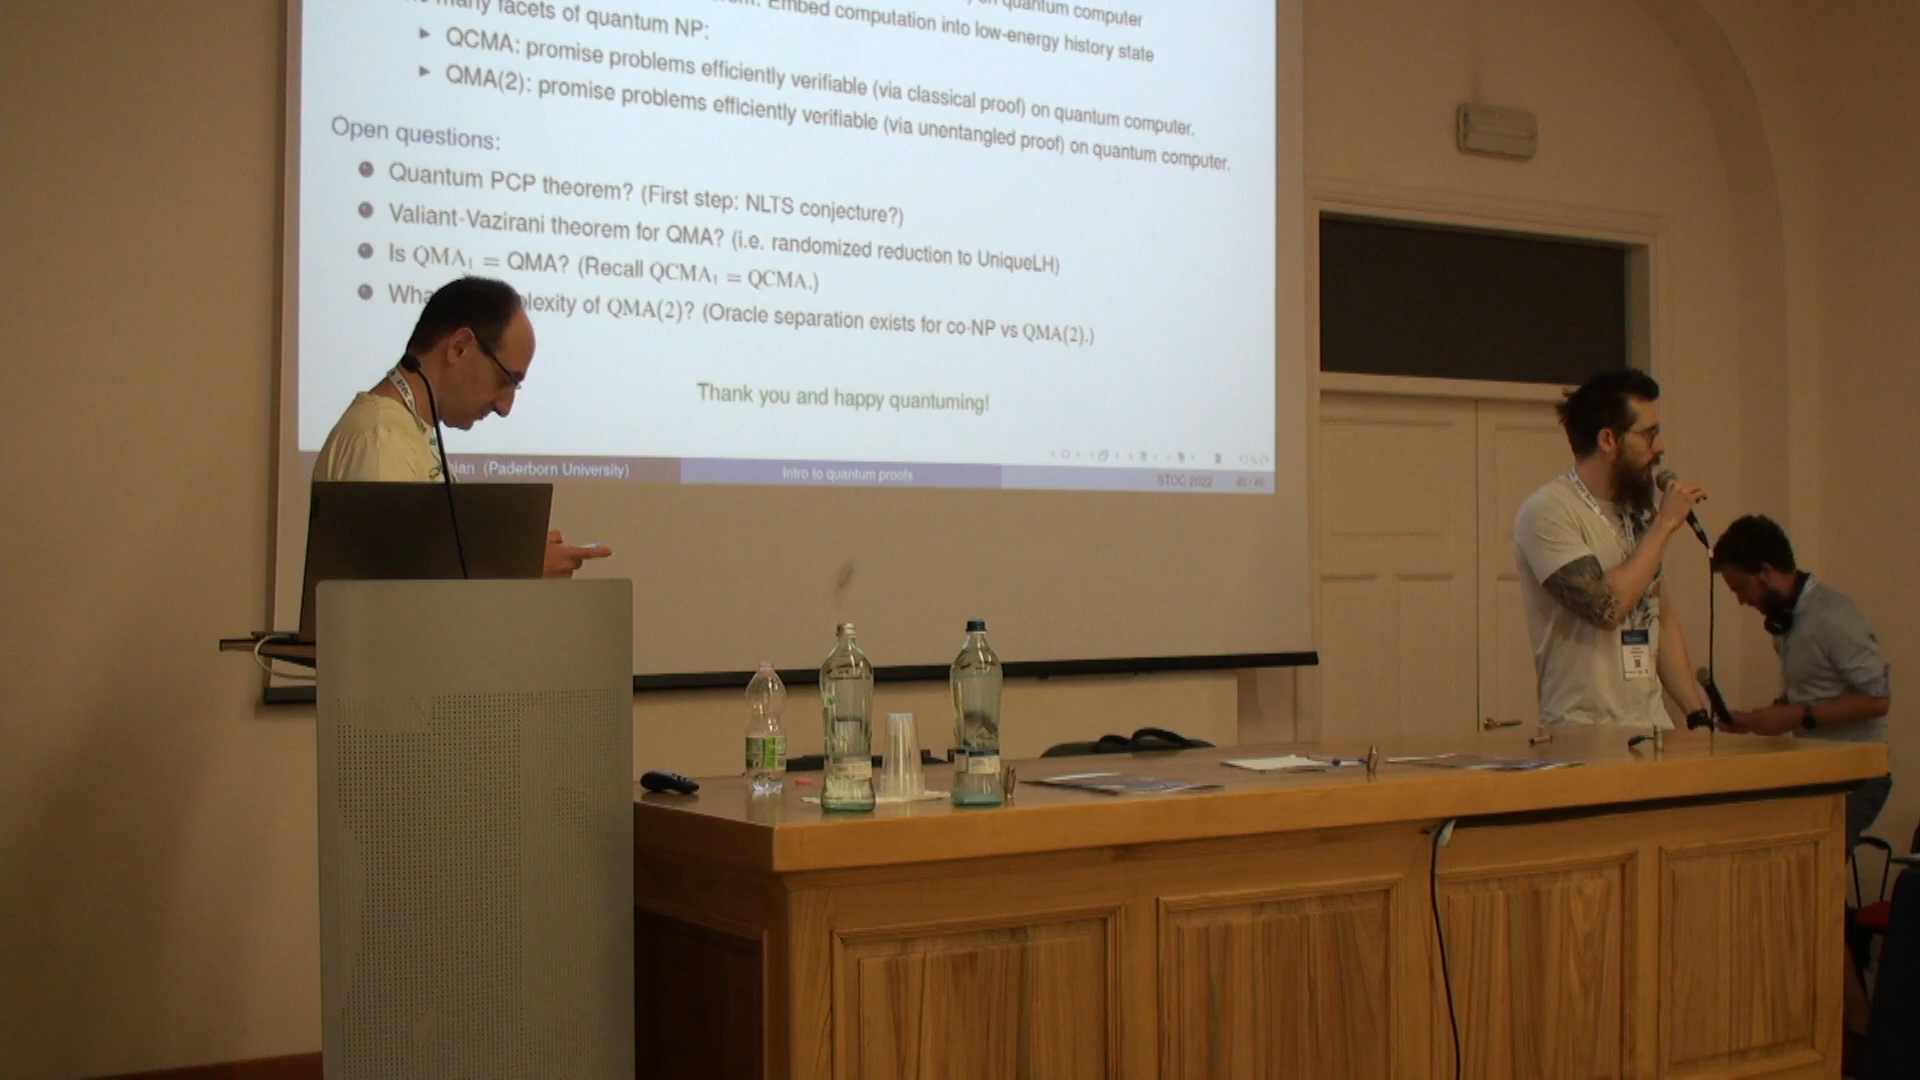 on quantum computer
Embed computation into low-energy history state
many facets of quantum NP:
QCMA: promise problems efficiently verifiable (via classical proof) on quantum computer.
QMA(2): promise problems efficiently verifiable (via unentangled proof) on quantum computer.
Open questions:
Quantum PCP theorem? (First step: NLTS conjecture?)
Valiant-Vazirani theorem for QMA? (i.e. randomized reduction to UniqueLH)
Is QMA₁ = QMA? (Recall QCMA₁ = QCMA.)
of QMA(2)? (Oracle separation exists for co-NP vs QMA(2).)
Thank you and happy quantuming!
(Paderborn University)
Intro to quantum proofs
STOC 2022